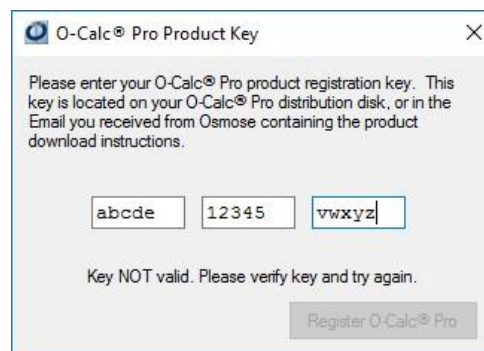 O-Calc® Pro Product Key
Please enter your O-Calc® Pro product registration key. This
key is located on your O-Calc® Pro distribution disk, or in the
Email you received from Osmose containing the product
download instructions.
abcde 12345 vwxyz
Key NOT valid. Please verify key and try again.
Register O-Calc® Pro